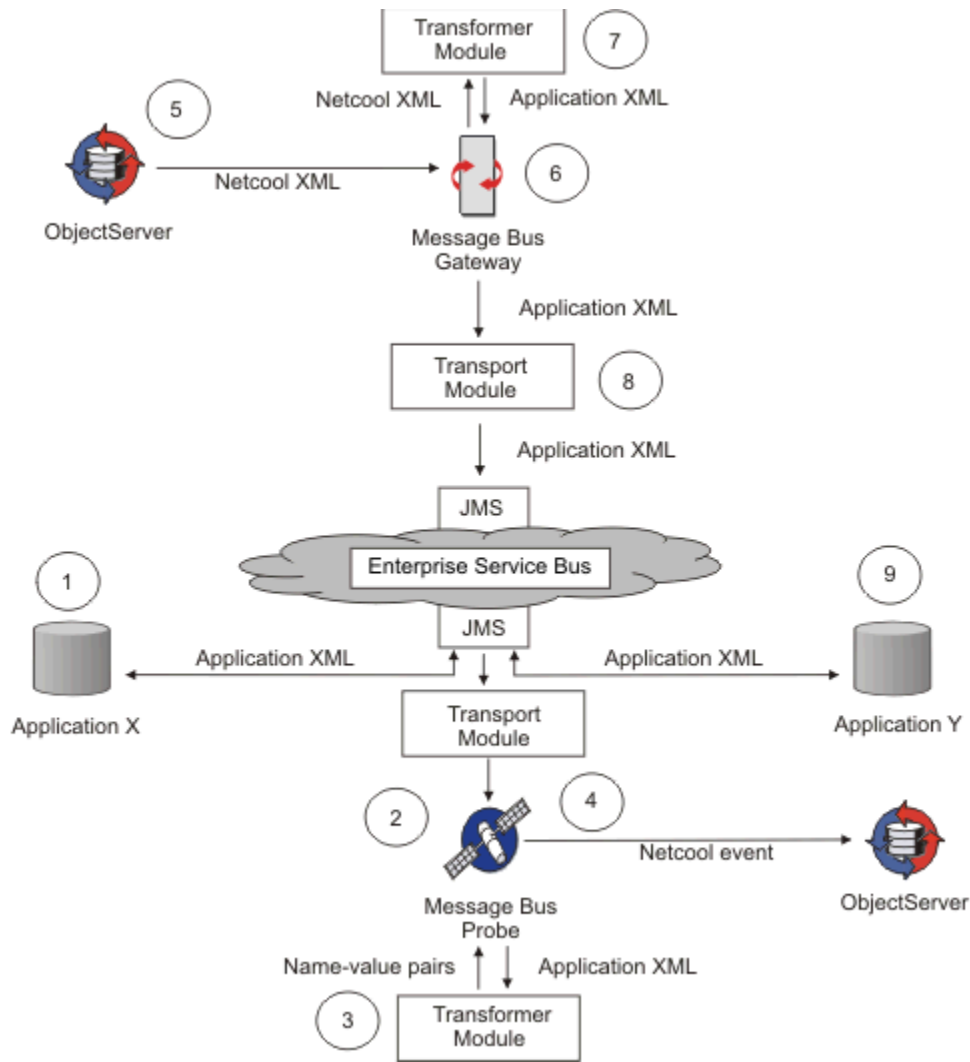 Transformer
Module
7
Netcool XML
Application XML
5
Netcool XML
6
ObjectServer
Message Bus
Gateway
Application XML
Transport
Module
8
Application XML
JMS
Enterprise Service Bus
1
9
JMS
Application XML
Application XML
Application X
Transport
Module
Application Y
2
4
Netcool event
Message Bus
Probe
ObjectServer
Name-value pairs
Application XML
3
Transformer
Module